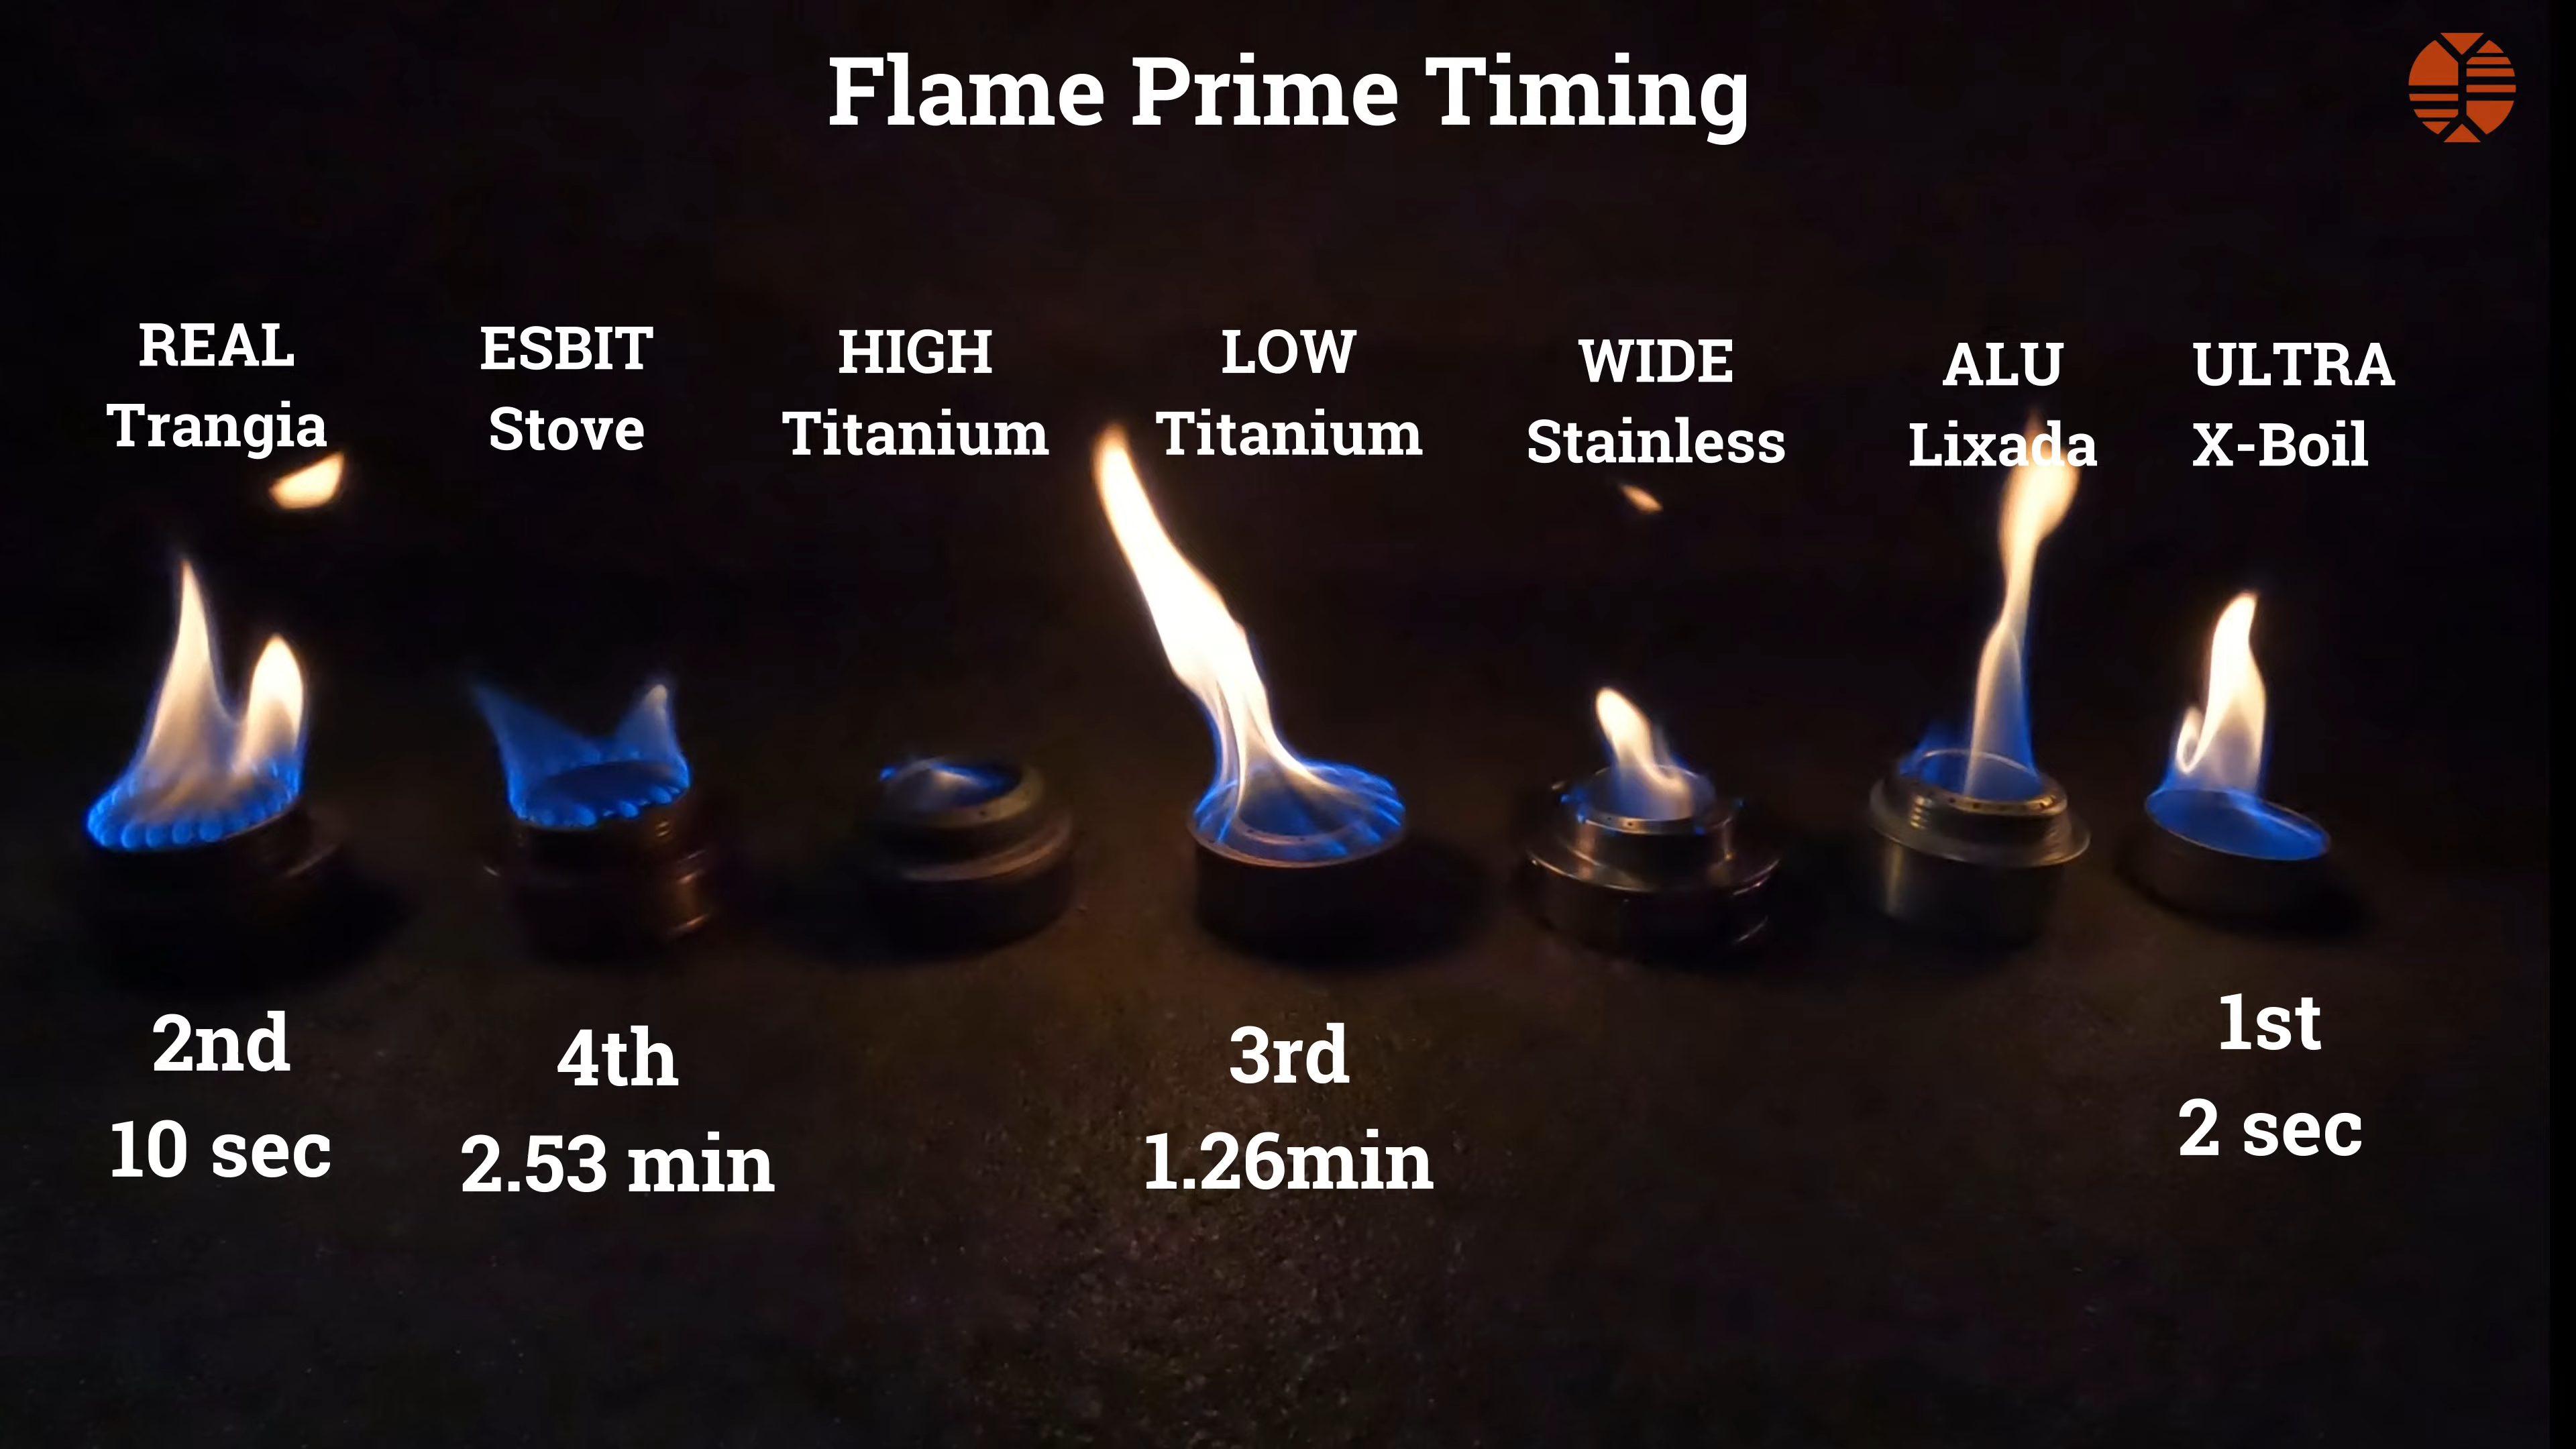 Flame Prime Timing
REAL
Trangia
ESBIT
Stove
HIGH
Titanium
LOW
Titanium
WIDE
Stainless
ALU
Lixada
ULTRA
X-Boil
2nd
10 sec
4th
2.53 min
3rd
1.26min
1st
2 sec